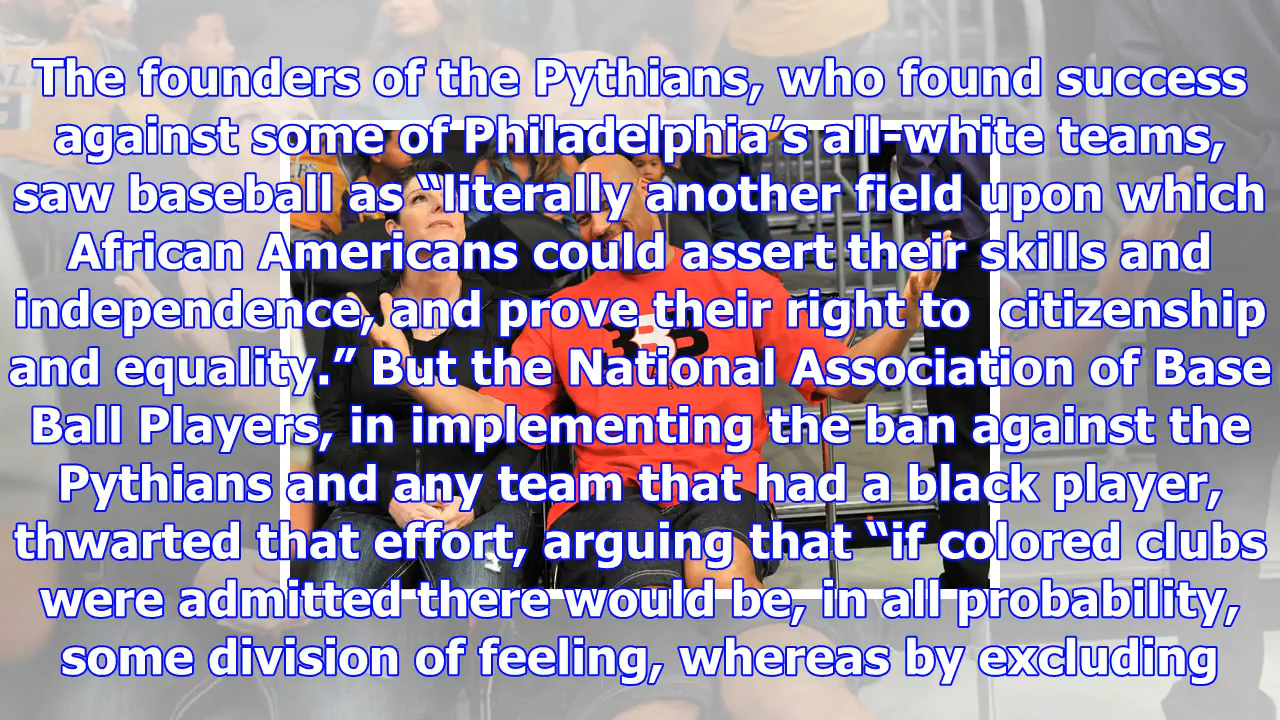 The founders of the Pythians, who found success
against some of Philadelphia’s all-white teams,
saw baseball as “literally another field upon which
African Americans could assert their skills and
independence, and prove their right to  citizenship
and equality.” But the National Association of Base
Ball Players, in implementing the ban against the
Pythians and any team that had a black player,
thwarted that effort, arguing that “if colored clubs
were admitted there would be, in all probability,
some division of feeling, whereas by excluding
BBB